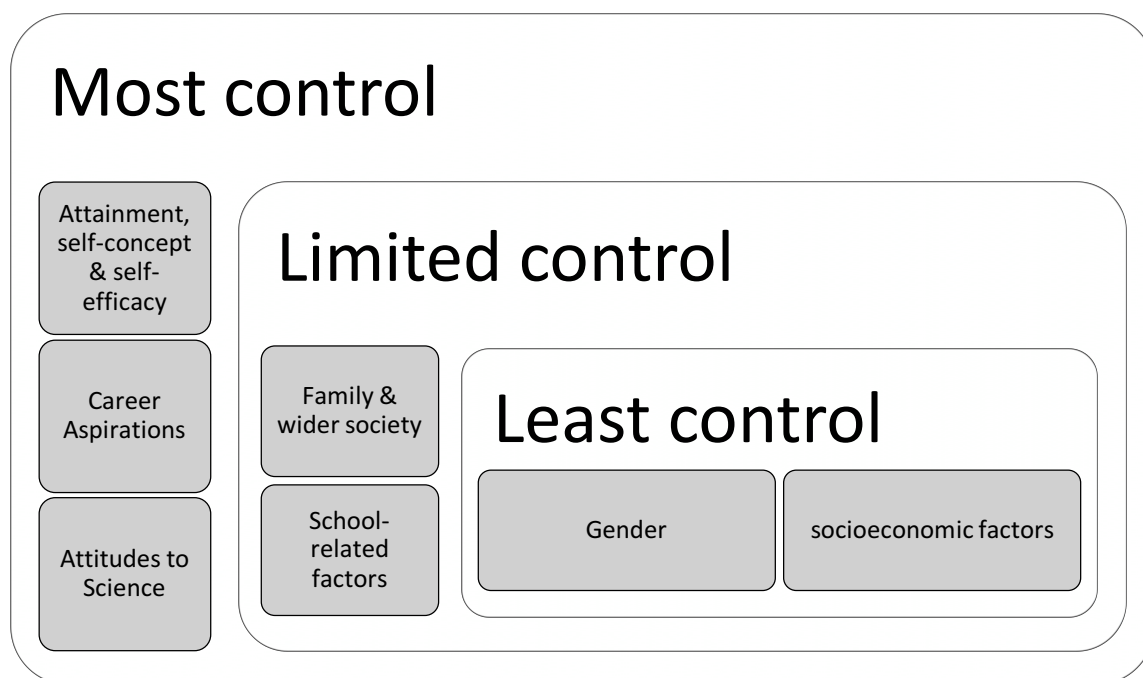 Most control
Attainment,
self-concept
& self-
efficacy
Career
Aspirations
Attitudes to
Science
Limited control
Family &
wider society
School-
related
factors
Least control
Gender
socioeconomic factors